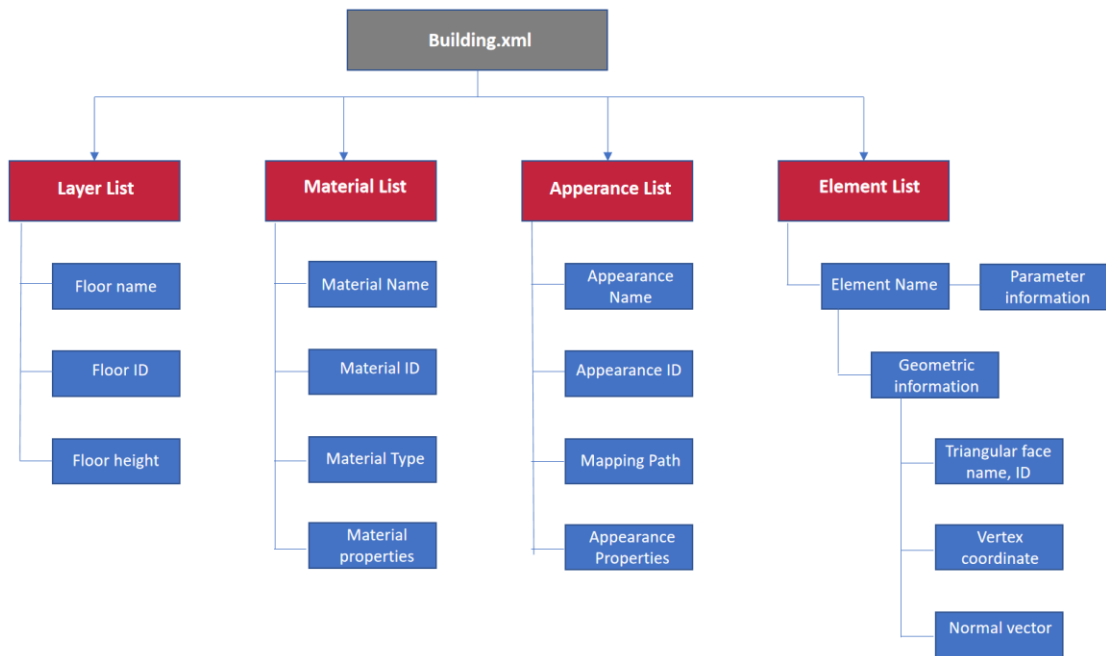 Building.xml
Layer List
Material List
Apperance List
Element List
Floor name
Material Name
Appearance
Name
Element Name
Parameter
information
Floor ID
Material ID
Appearance ID
Geometric
information
Floor height
Material Type
Mapping Path
Triangular face
name, ID
Material
properties
Appearance
Properties
Vertex
coordinate
Normal vector